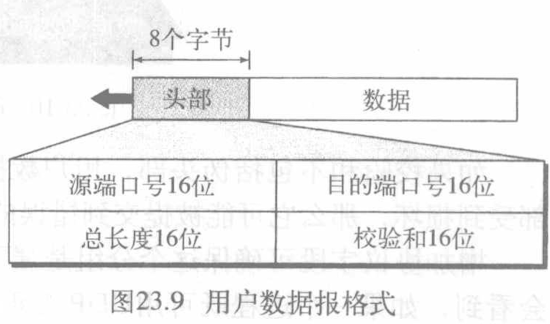 8个字节
头部 数据
源端口号16位 目的端口号16位
总长度16位 校验和16位
图23.9 用户数据报格式